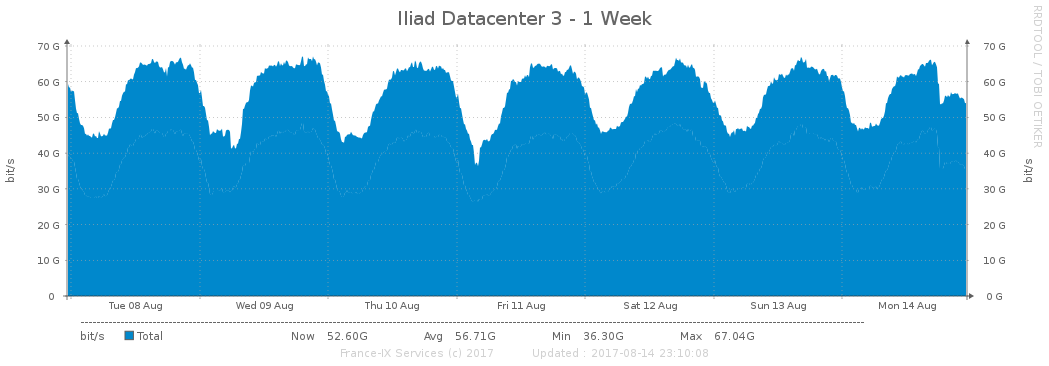 Iliad Datacenter 3 - 1 Week
RRDTOOL / TOBI OETIKER
70 G 70 G
60 G 60 G
50 G 50 G
40 G 40 G
30 G 30 G
20 G 20 G
10 G 10 G
0 0 G
bit/s bit/s
Tue 08 Aug Wed 09 Aug Thu 10 Aug Fri 11 Aug Sat 12 Aug Sun 13 Aug Mon 14 Aug
bit/s Total Now 52.60G Avg 56.71G Min 36.30G Max 67.04G
France-IX Services (c) 2017 Updated : 2017-08-14 23:10:08